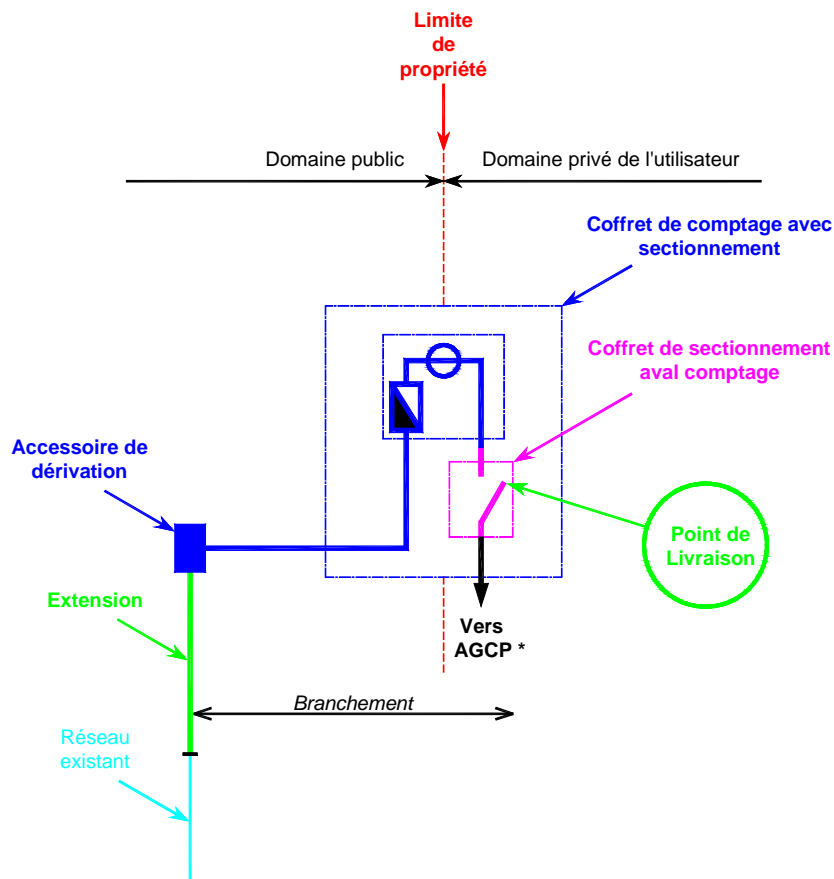 Limite
de
propriété
Domaine public
Domaine privé de l'utilisateur
Coffret de comptage avec
sectionnement
Coffret de sectionnement
aval comptage
Accessoire de
dérivation
Point de
Livraison
Extension
Vers
AGCP *
Branchement
Réseau
existant